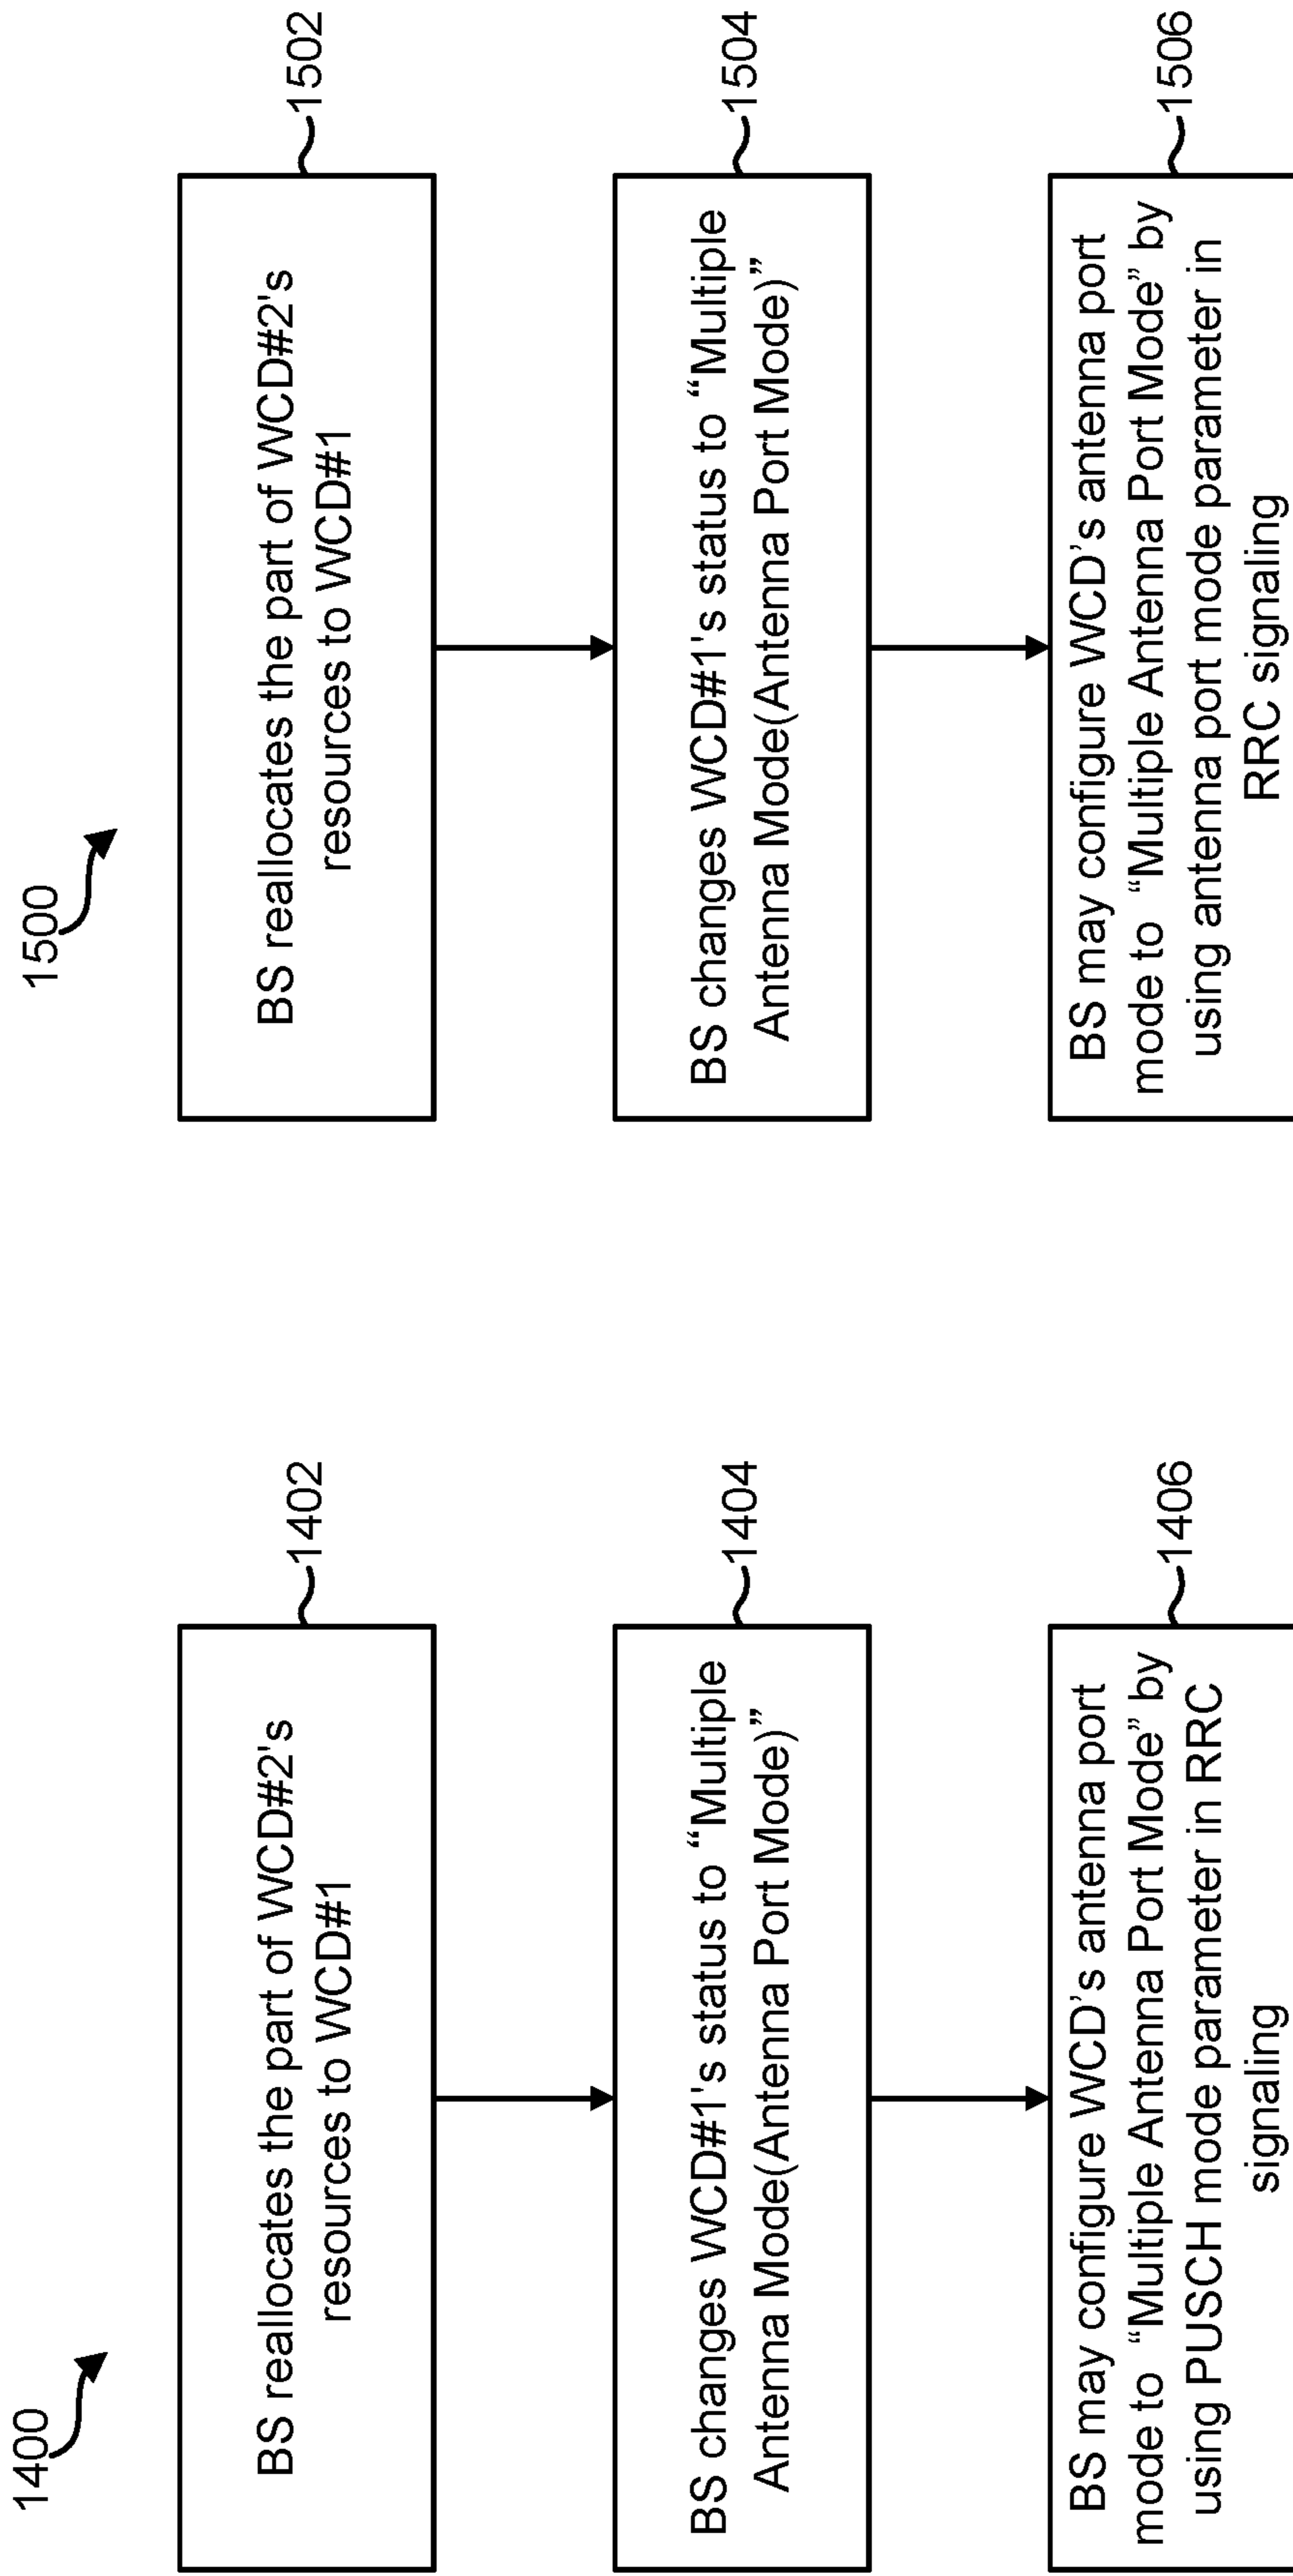 1400
BS reallocates the part of WCD#2's
resources to WCD#1
1402
BS changes WCD#1's status to “Multiple
Antenna Mode(Antenna Port Mode)”
1404
BS may configure WCD’s antenna port
mode to “Multiple Antenna Port Mode” by
using PUSCH mode parameter in RRC
signaling
1406
1500
BS reallocates the part of WCD#2's
resources to WCD#1
1502
BS changes WCD#1's status to “Multiple
Antenna Mode(Antenna Port Mode)”
1504
BS may configure WCD’s antenna port
mode to “Multiple Antenna Port Mode” by
using antenna port mode parameter in
RRC signaling
1506